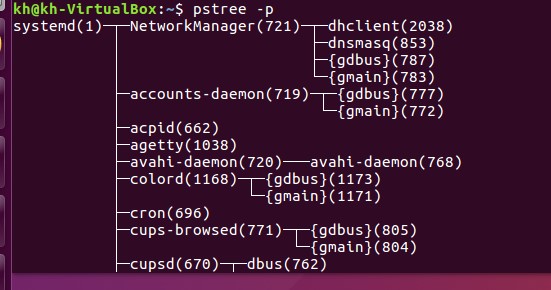 kh@kh-VirtualBox:~$ pstree -p
systemd(1)─┬─NetworkManager(721)─┬─dhclient(2038)
           │                     ├─dnsmasq(853)
           │                     ├─{gdbus}(787)
           │                     └─{gmain}(783)
           ├─accounts-daemon(719)─┬─{gdbus}(777)
           │                      └─{gmain}(772)
           ├─acpid(662)
           ├─agetty(1038)
           ├─avahi-daemon(720)───avahi-daemon(768)
           ├─colord(1168)─┬─{gdbus}(1173)
           │              └─{gmain}(1171)
           ├─cron(696)
           ├─cups-browsed(771)─┬─{gdbus}(805)
           │                   └─{gmain}(804)
           ├─cupsd(670)─┬─dbus(762)